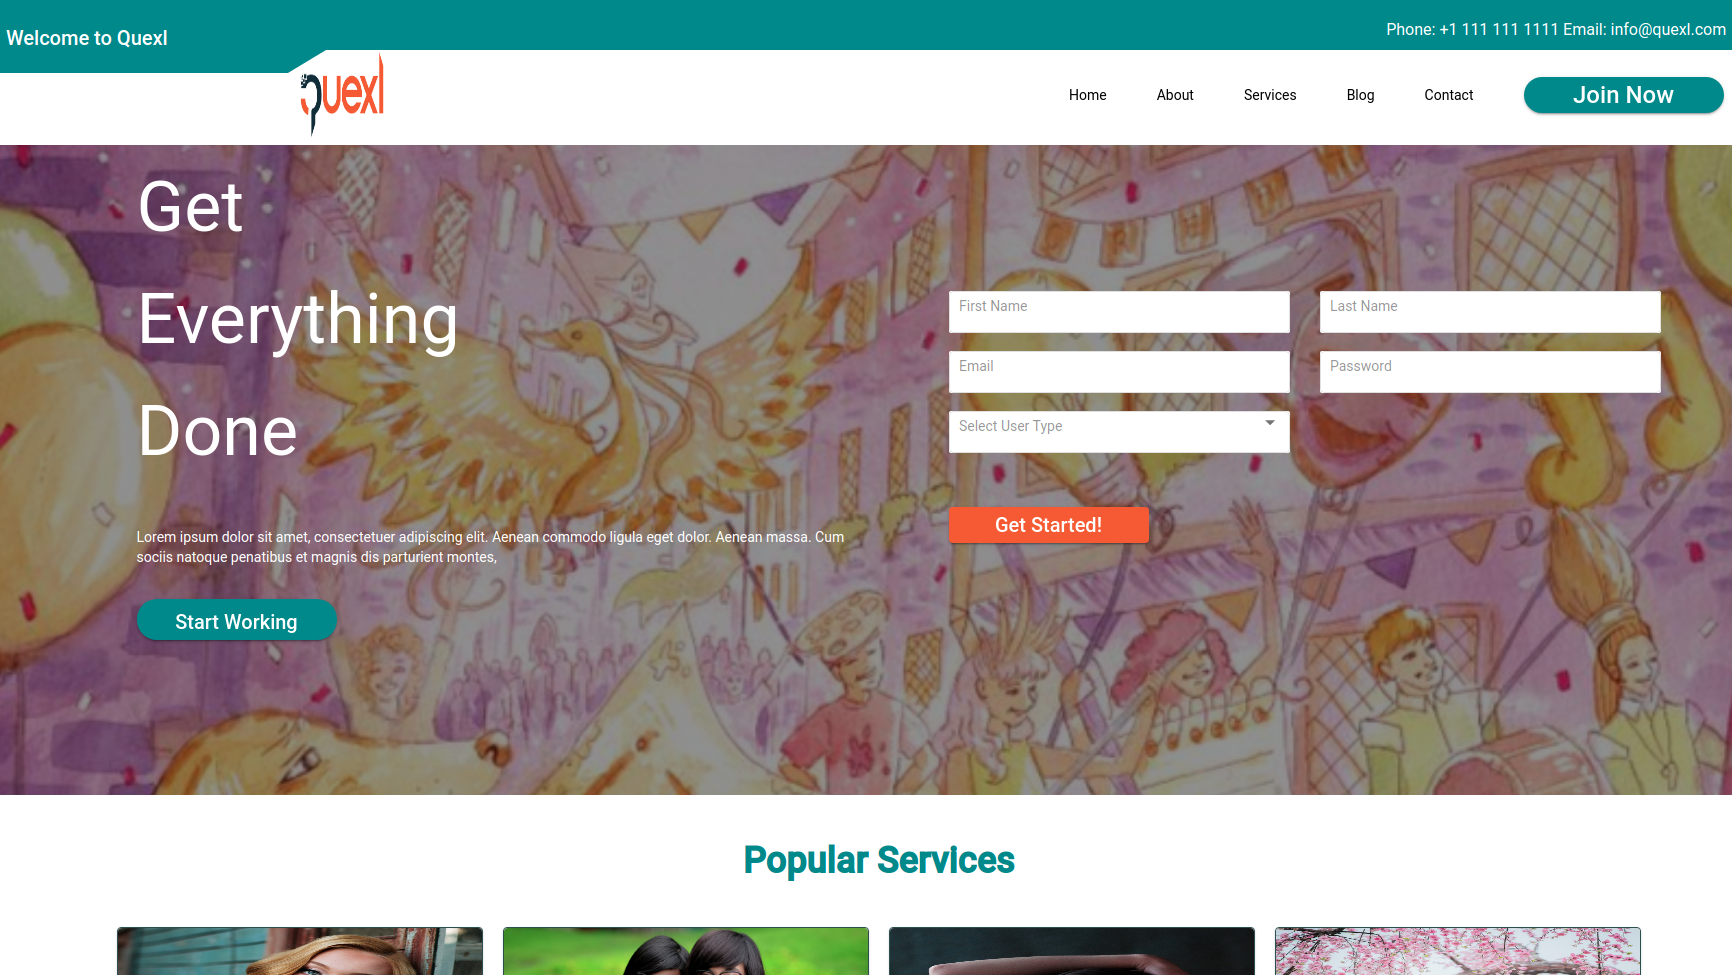 Welcome to Quexl
Phone: +1 111 111 1111 Email: info@quexl.com
quexl
Home
About
Services
Blog
Contact
Join Now
Get
Everything
Done
Lorem ipsum dolor sit amet, consectetuer adipiscing elit. Aenean commodo ligula eget dolor. Aenean massa. Cum
sociis natoque penatibus et magnis dis parturient montes,
Start Working
First Name
Last Name
Email
Password
Select User Type
Get Started!
Popular Services